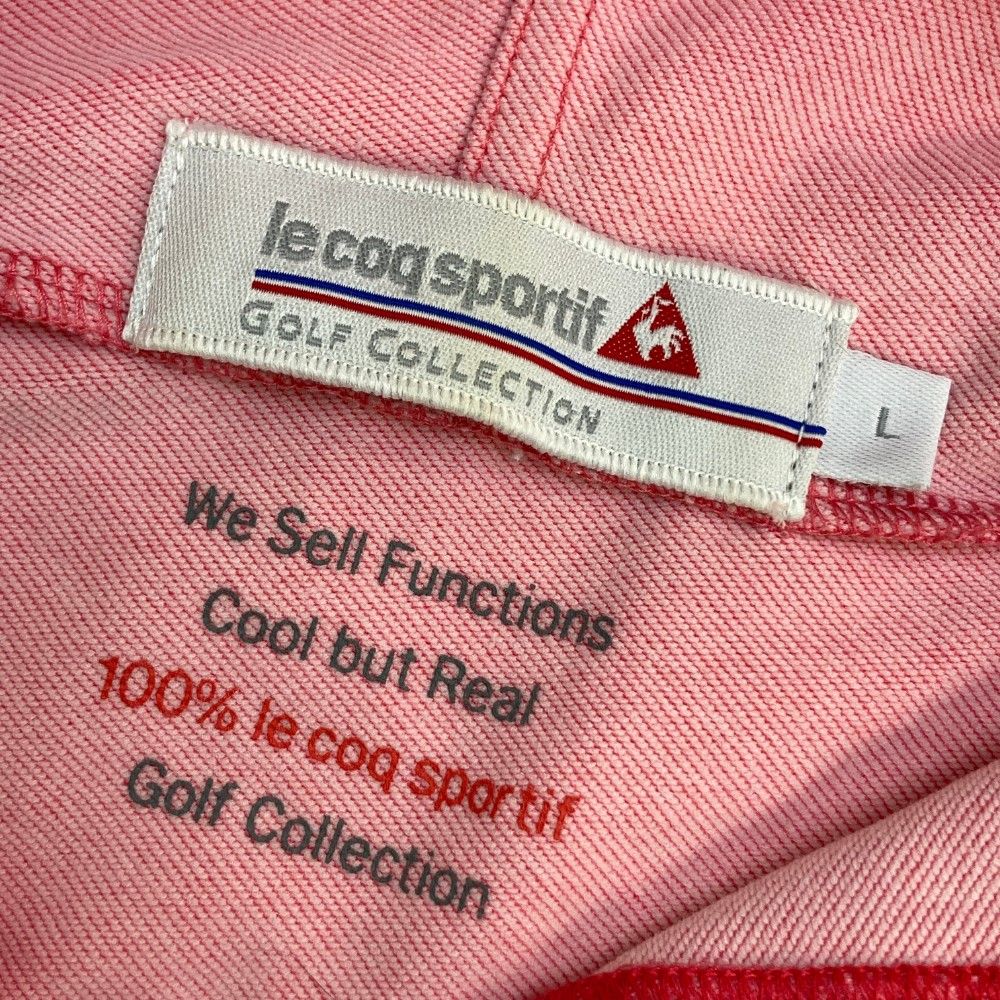 le coq sportif
GOLF COLLECTION
L
We Sell Functions
Cool but Real
100% le coq sportif
Golf Collection